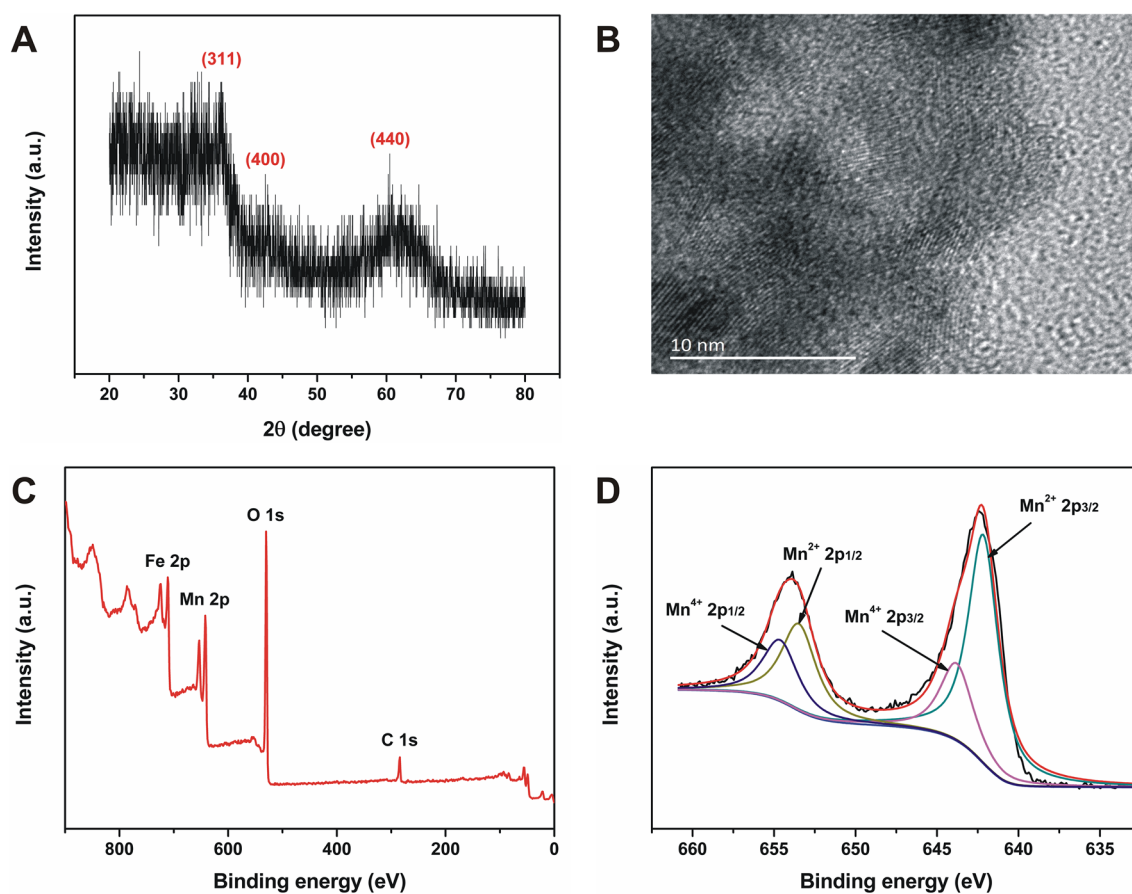 A
(311)
(400)
(440)
Intensity (a.u.)
20 30 40 50 60 70 80
2θ (degree)
B
10 nm
C
O 1s
Fe 2p
Mn 2p
C 1s
Intensity (a.u.)
800 600 400 200 0
Binding energy (eV)
D
Mn²⁺ 2p3/2
Mn²⁺ 2p1/2
Mn⁴⁺ 2p1/2
Mn⁴⁺ 2p3/2
Intensity (a.u.)
660 655 650 645 640 635
Binding energy (eV)